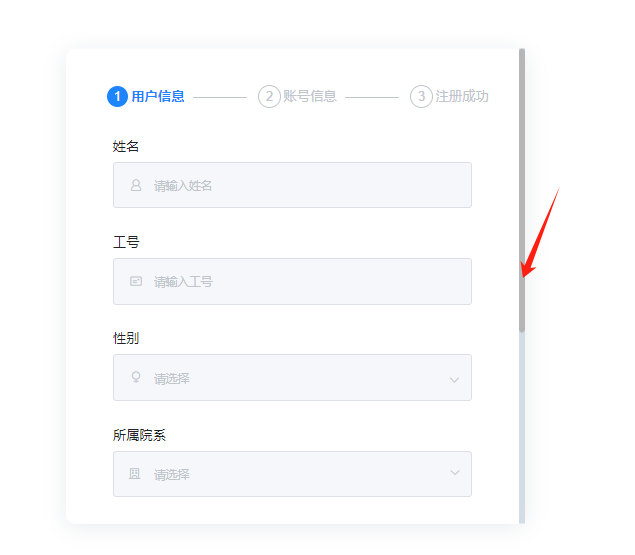 1 用户信息 2 账号信息 3 注册成功
姓名
请输入姓名
工号
请输入工号
性别
请选择
所属院系
请选择